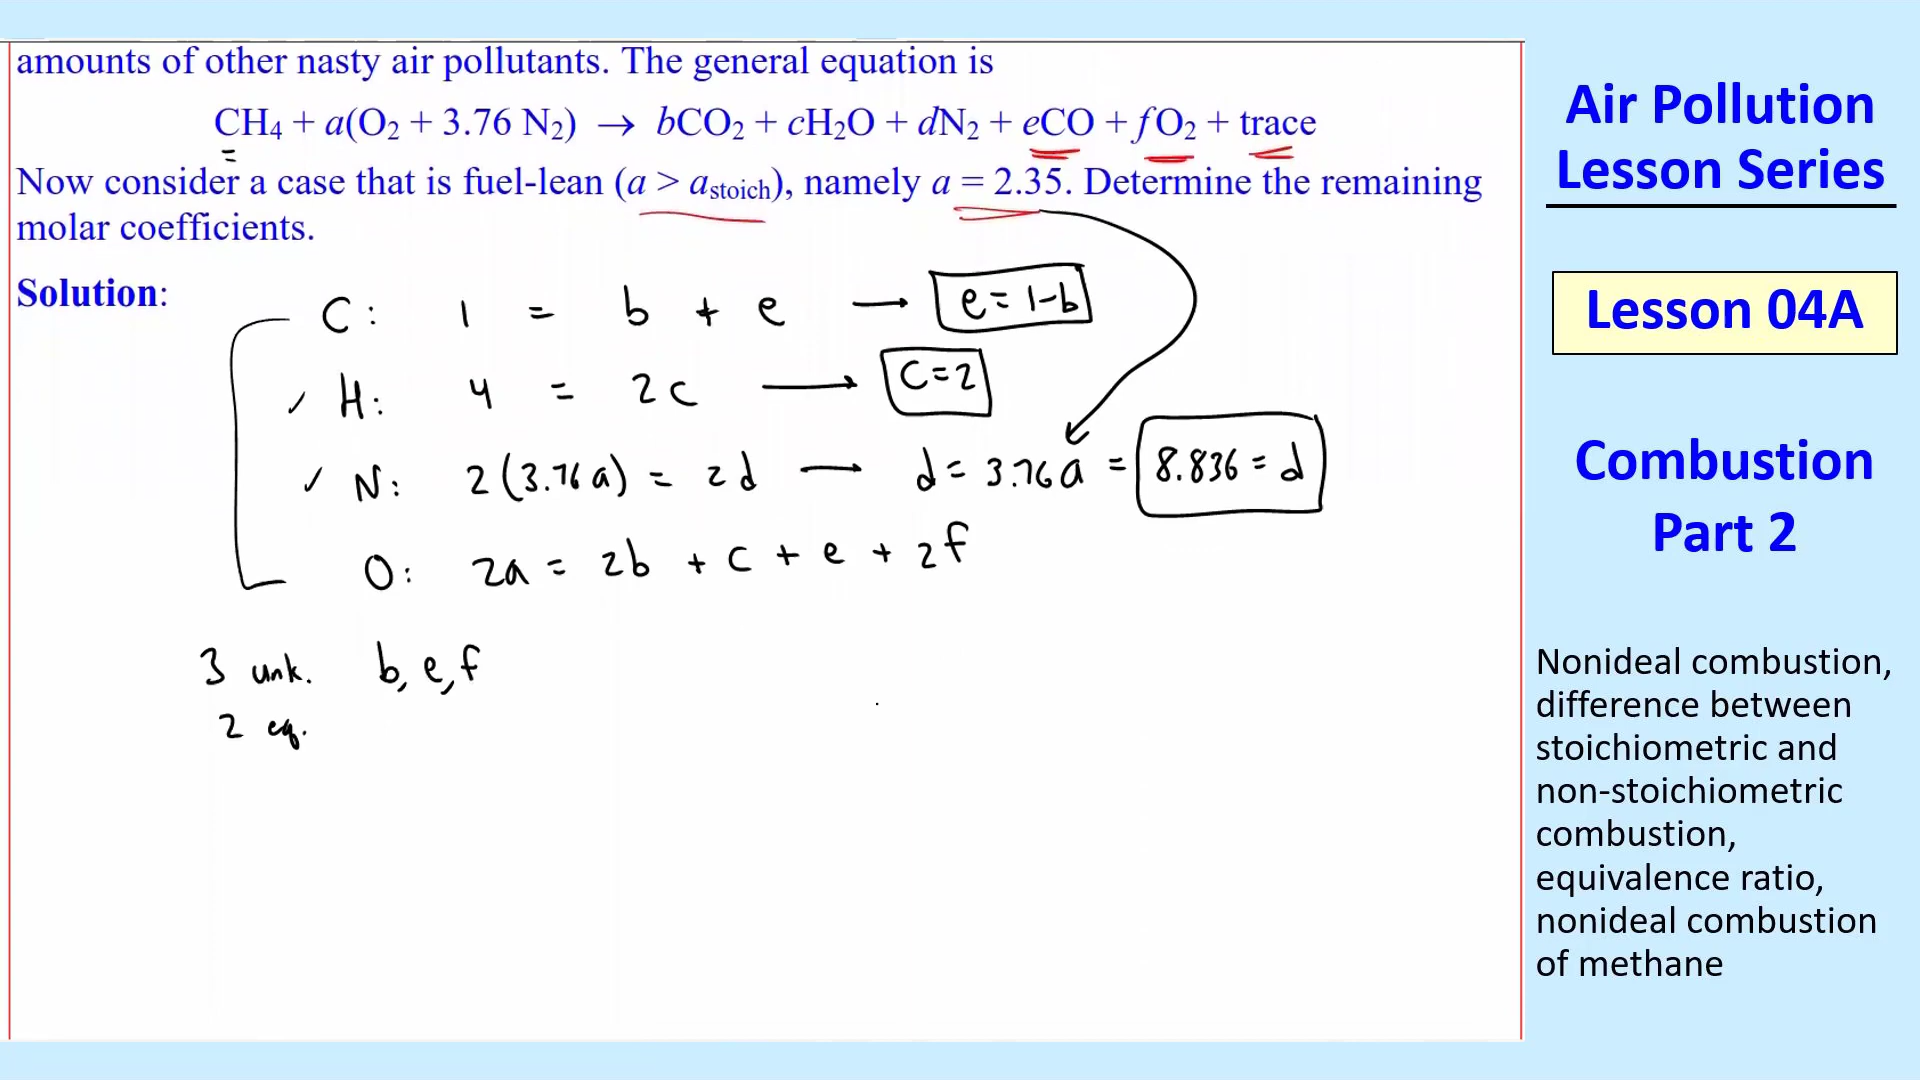 amounts of other nasty air pollutants. The general equation is
CH₄ + a(O₂ + 3.76 N₂) → bCO₂ + cH₂O + dN₂ + eCO + fO₂ + trace
Now consider a case that is fuel-lean (a > a_stoich), namely a = 2.35. Determine the remaining
molar coefficients.
Solution:
C: 1 = b + e → e = 1-b
✓ H: 4 = 2c → c = 2
✓ N: 2(3.76a) = 2d → d = 3.76a = 8.836 = d
O: 2a = 2b + c + e + 2f
3 unk. b, e, f
2 eq.
Air Pollution
Lesson Series
Lesson 04A
Combustion
Part 2
Nonideal combustion,
difference between
stoichiometric and
non-stoichiometric
combustion,
equivalence ratio,
nonideal combustion
of methane